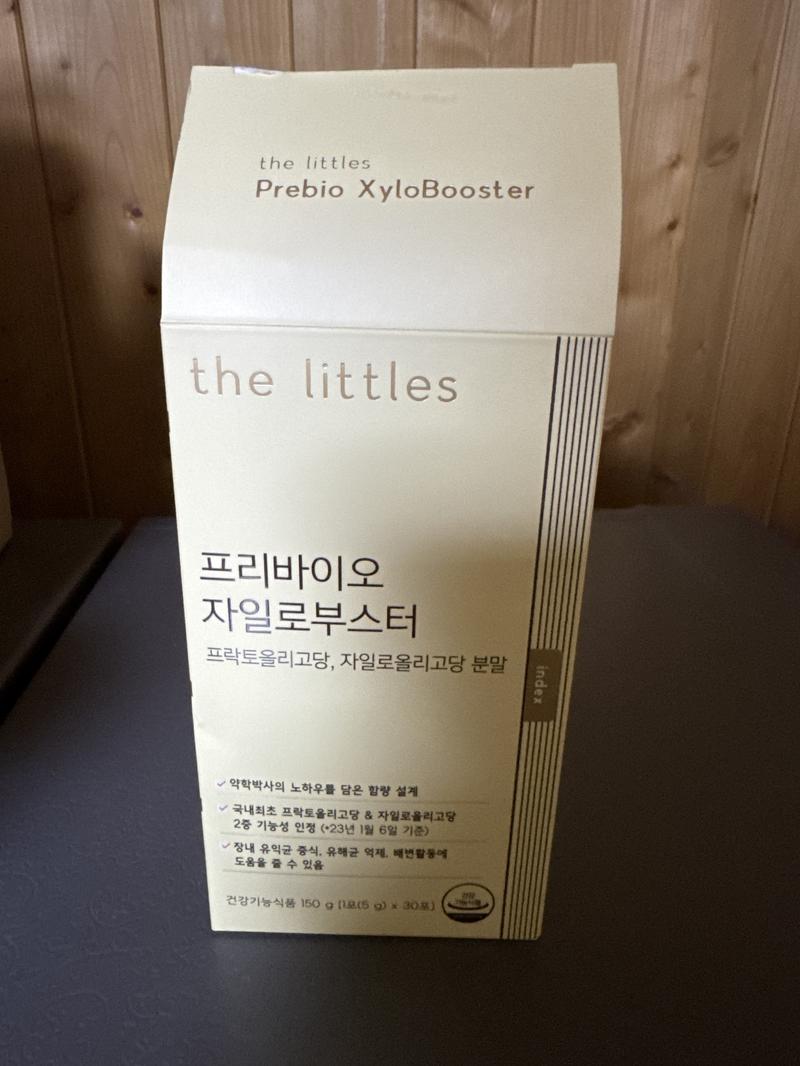 the littles
Prebio XyloBooster
the littles
프리바이오
자일로부스터
프락토올리고당, 자일로올리고당 분말
index
약학박사의 노하우를 담은 함량 설계
국내최초 프락토올리고당 & 자일로올리고당
2중 기능성 인정 (*23년 1월 6일 기준)
장내 유익균 증식, 유해균 억제, 배변활동에
도움을 줄 수 있음
건강기능식품 150 g [1포(5 g) x 30포]
건강
기능식품